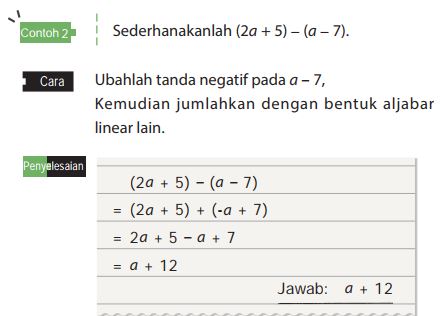 Contoh 2
Sederhanakanlah (2a + 5) – (a – 7).
Cara
Ubahlah tanda negatif pada a – 7,
Kemudian jumlahkan dengan bentuk aljabar
linear lain.
Penyelesaian
(2a + 5) – (a – 7)
= (2a + 5) + (-a + 7)
= 2a + 5 – a + 7
= a + 12
Jawab: a + 12